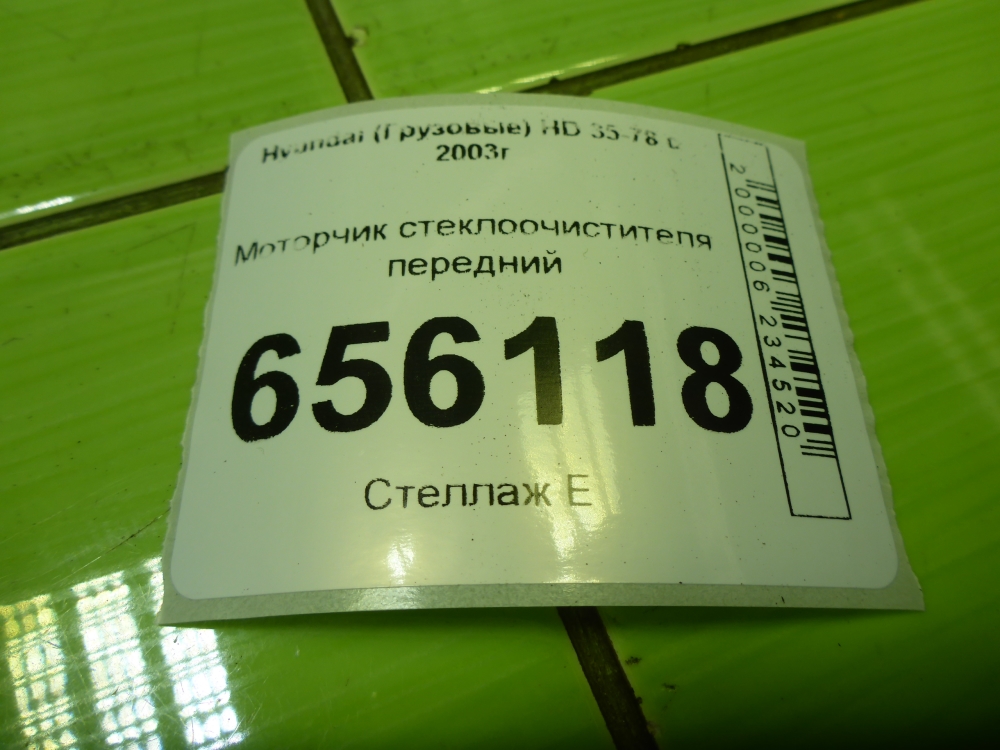 Hyundai (Грузовые) HD 35-78 с
2003г
Моторчик стеклоочистителя
передний
656118
Стеллаж Е
2000006234520